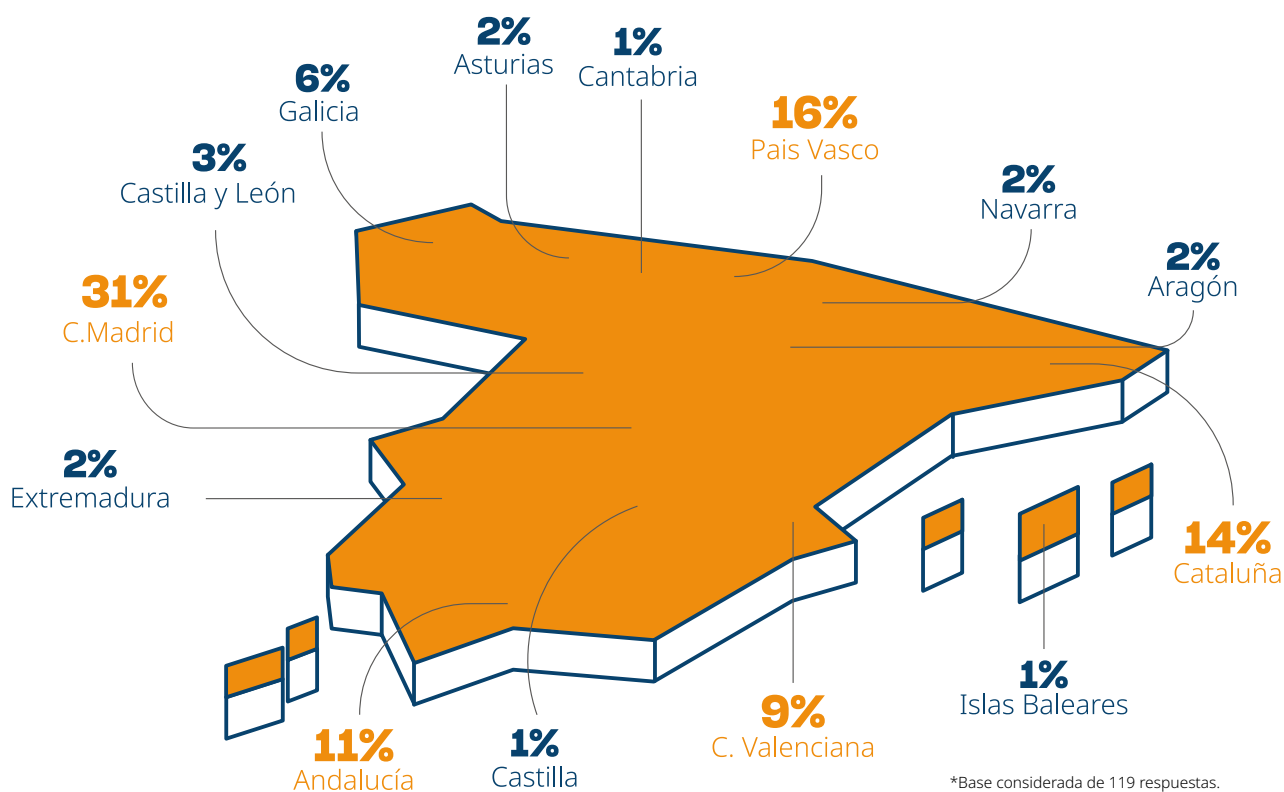 2%
Asturias
1%
Cantabria
6%
Galicia
16%
Pais Vasco
3%
Castilla y León
2%
Navarra
2%
Aragón
31%
C.Madrid
2%
Extremadura
14%
Cataluña
1%
Islas Baleares
9%
C. Valenciana
11%
Andalucía
1%
Castilla
*Base considerada de 119 respuestas.